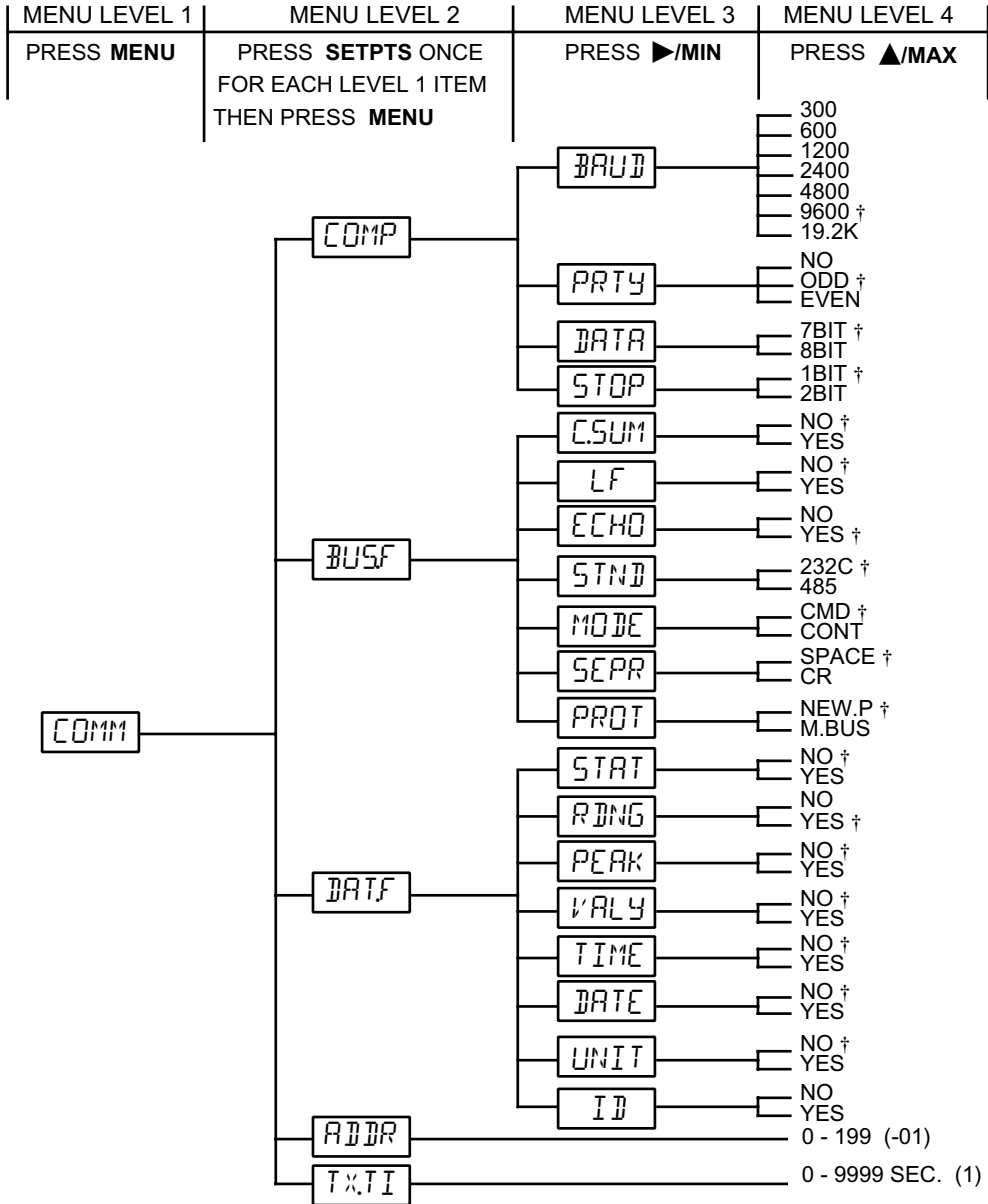 MENU LEVEL 1 MENU LEVEL 2 MENU LEVEL 3 MENU LEVEL 4
PRESS MENU PRESS SETPTS ONCE PRESS ▶/MIN PRESS ▲/MAX
FOR EACH LEVEL 1 ITEM
THEN PRESS MENU
COMM
COMP
BAUD
300
600
1200
2400
4800
9600 †
19.2K
PRTY
NO
ODD †
EVEN
DATA
7BIT †
8BIT
STOP
1BIT †
2BIT
BUS.F
C.SUM
NO †
YES
LF
NO †
YES
ECHO
NO
YES †
STND
232C †
485
MODE
CMD †
CONT
SEPR
SPACE †
CR
PROT
NEW.P †
M.BUS
DAT.F
STAT
NO †
YES
RDNG
NO
YES †
PEAK
NO †
YES
VALY
NO †
YES
TIME
NO †
YES
DATE
NO †
YES
UNIT
NO †
YES
ID
NO
YES
ADDR
0 - 199 (-01)
TX.TI
0 - 9999 SEC. (1)